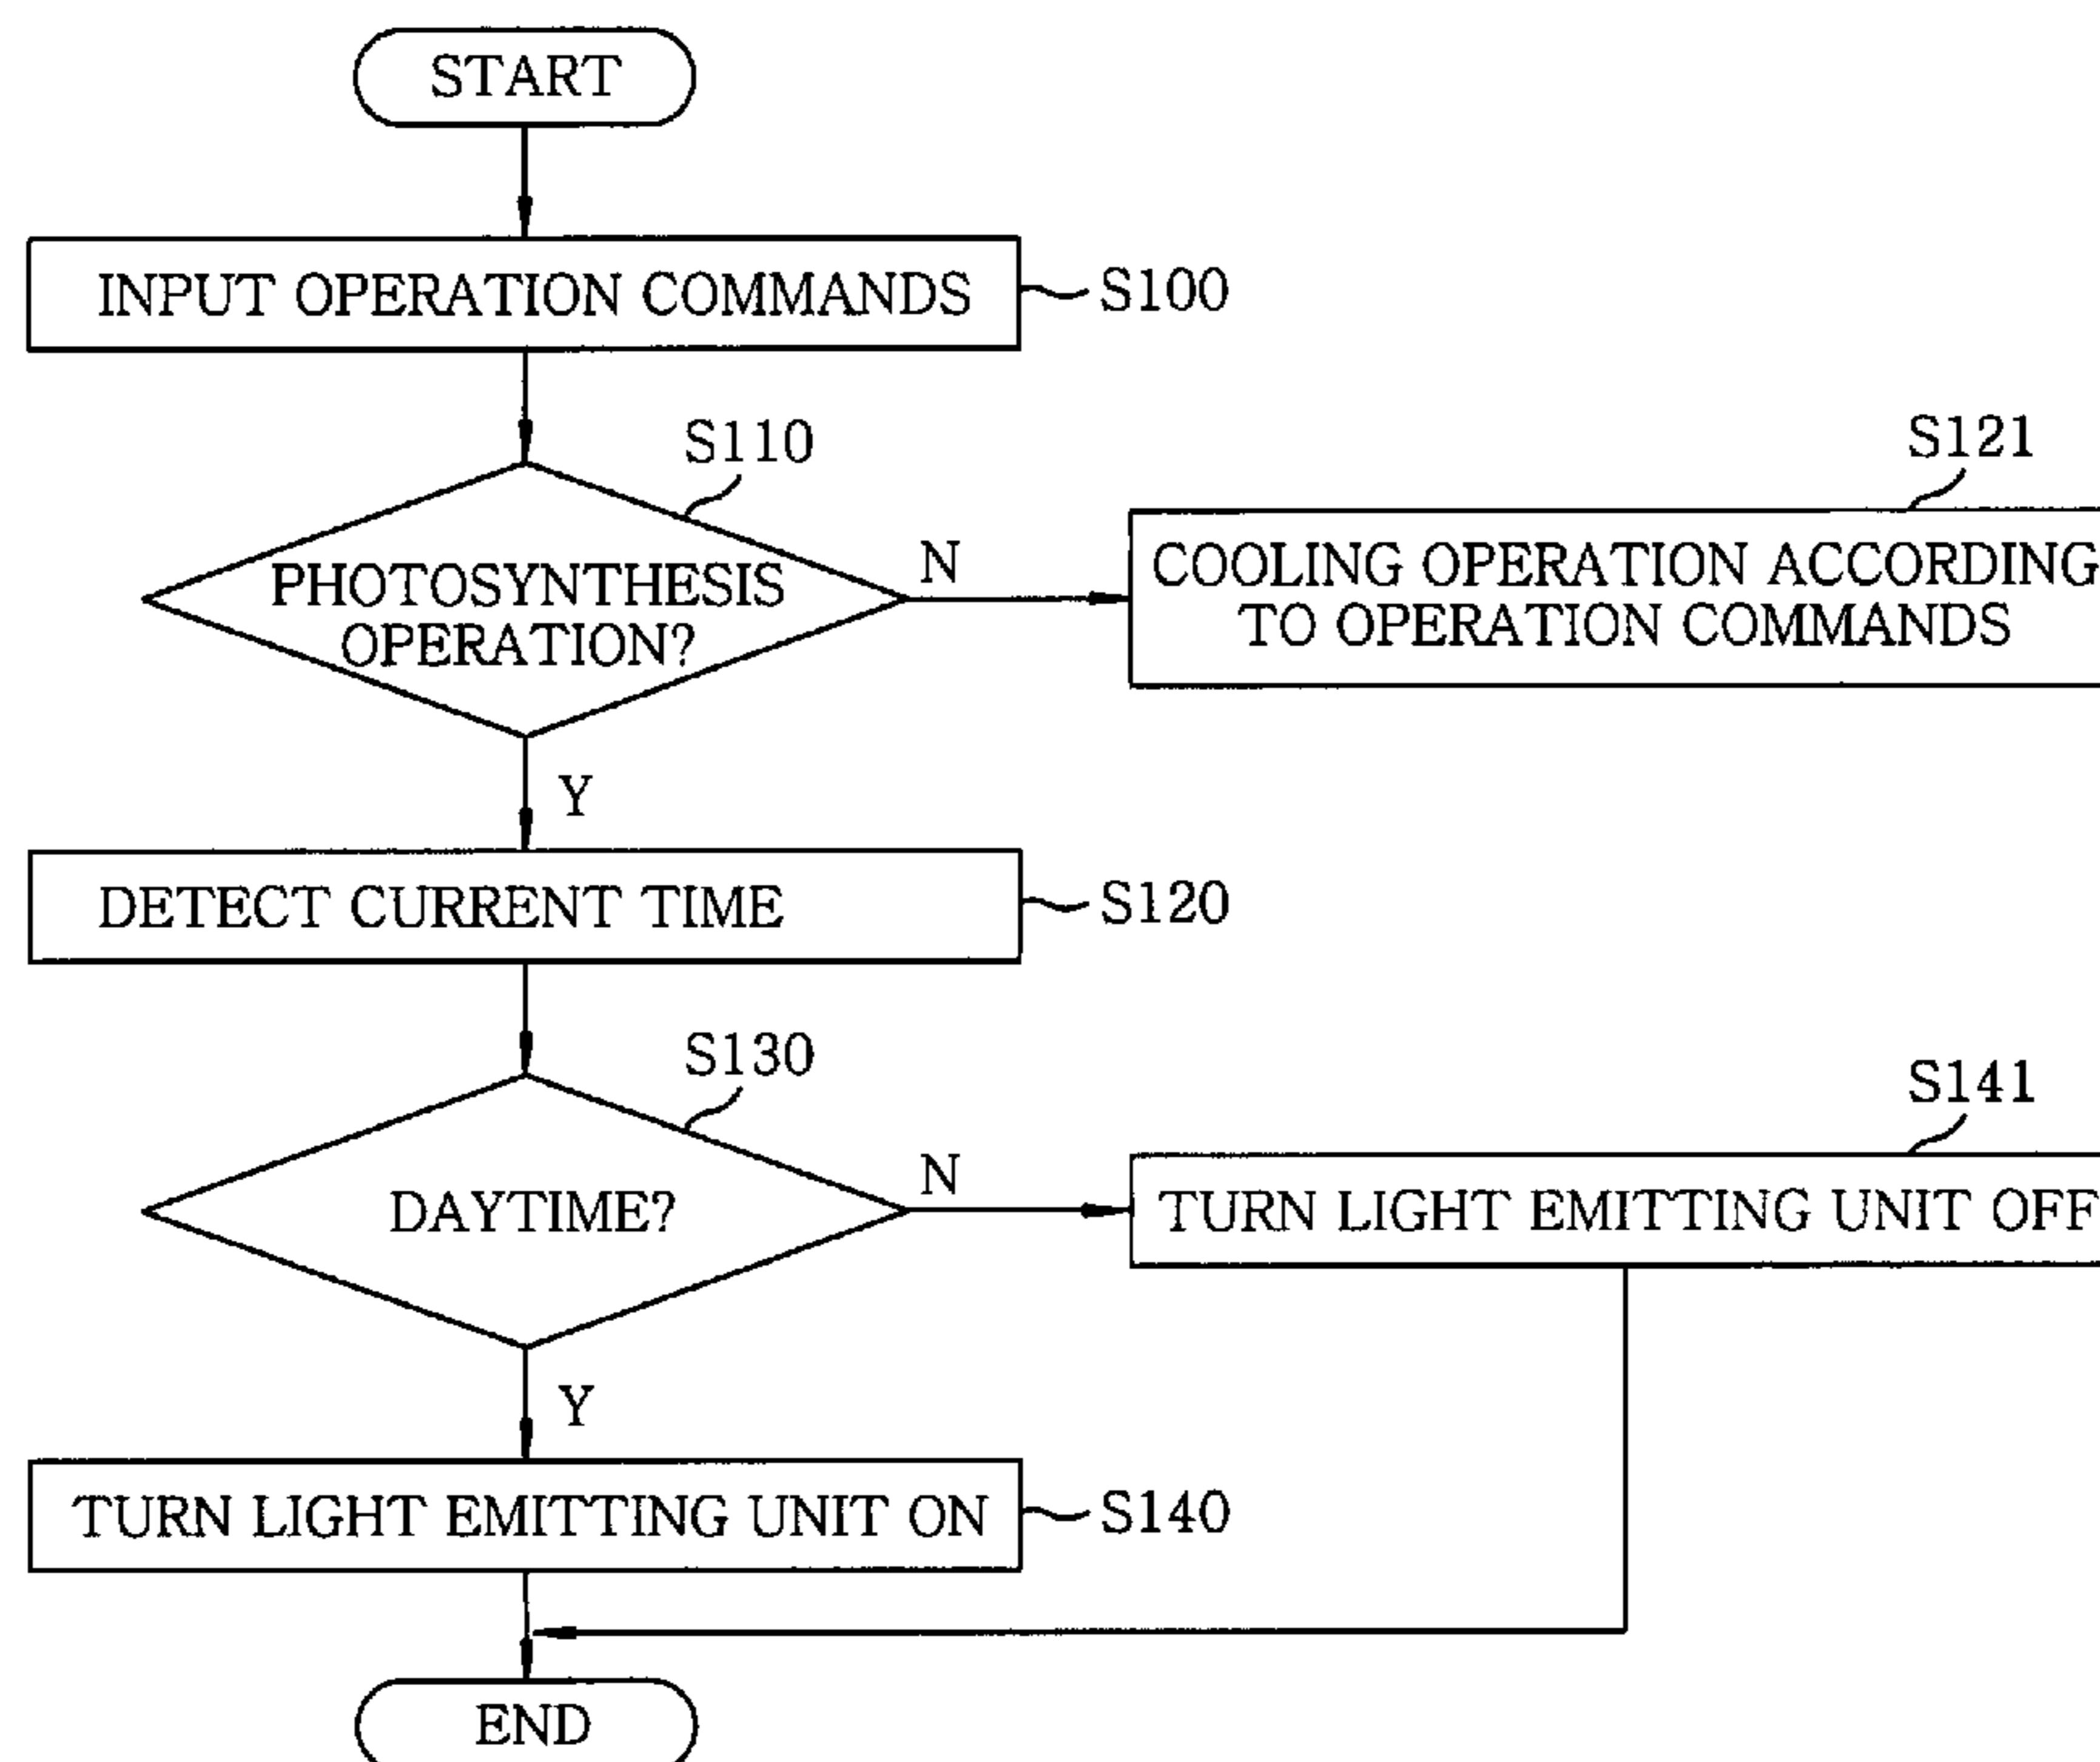 START
INPUT OPERATION COMMANDS
S100
S110
PHOTOSYNTHESIS
OPERATION?
N
S121
COOLING OPERATION ACCORDING
TO OPERATION COMMANDS
Y
DETECT CURRENT TIME
S120
S130
DAYTIME?
N
S141
TURN LIGHT EMITTING UNIT OFF
Y
TURN LIGHT EMITTING UNIT ON
S140
END